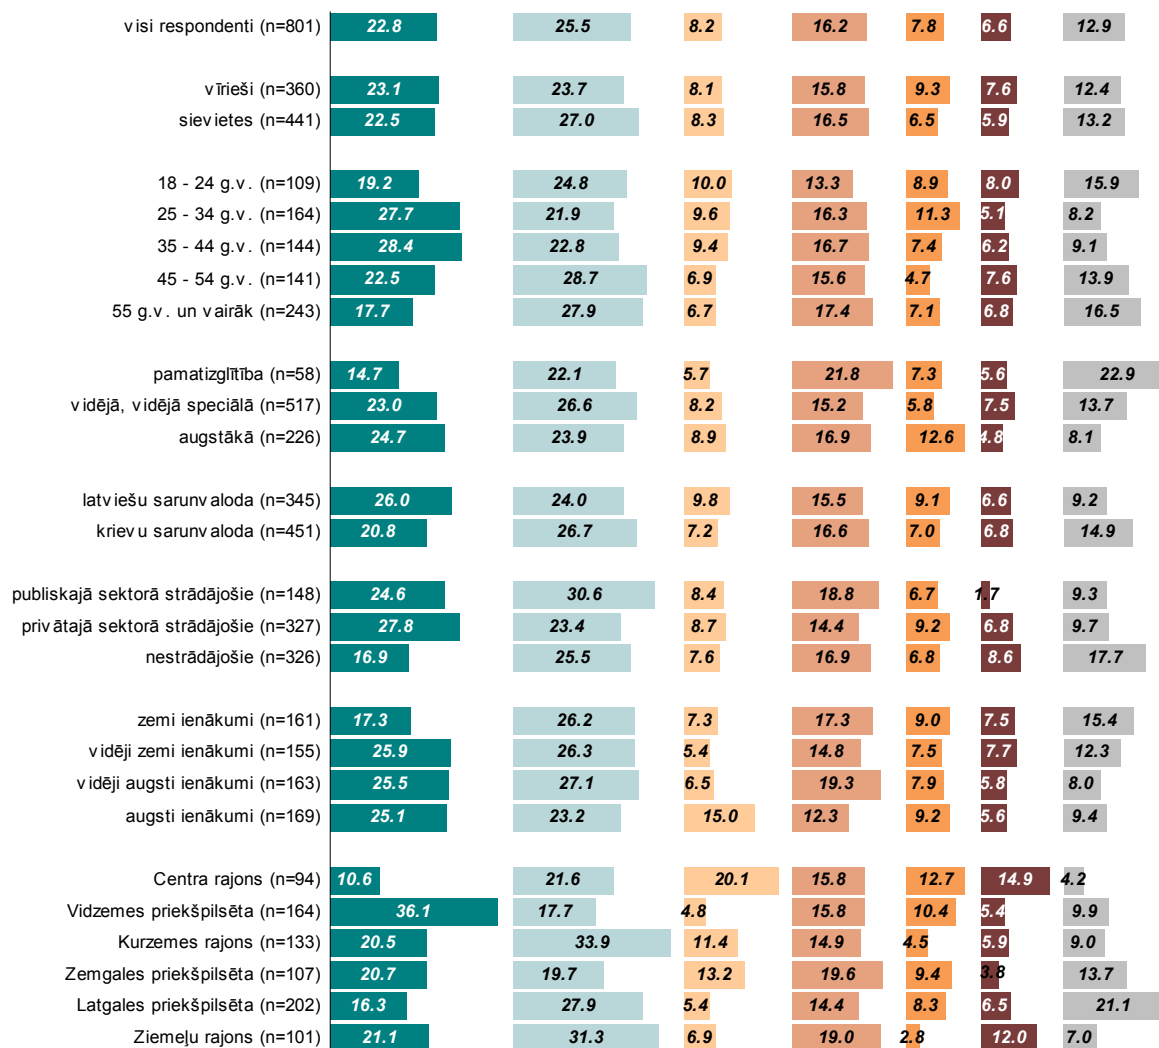 visi respondenti (n=801) 22.8 25.5 8.2 16.2 7.8 6.6 12.9
vīrieši (n=360) 23.1 23.7 8.1 15.8 9.3 7.6 12.4
sievietes (n=441) 22.5 27.0 8.3 16.5 6.5 5.9 13.2
18 - 24 g.v. (n=109) 19.2 24.8 10.0 13.3 8.9 8.0 15.9
25 - 34 g.v. (n=164) 27.7 21.9 9.6 16.3 11.3 5.1 8.2
35 - 44 g.v. (n=144) 28.4 22.8 9.4 16.7 7.4 6.2 9.1
45 - 54 g.v. (n=141) 22.5 28.7 6.9 15.6 4.7 7.6 13.9
55 g.v. un vairāk (n=243) 17.7 27.9 6.7 17.4 7.1 6.8 16.5
pamatizglītība (n=58) 14.7 22.1 5.7 21.8 7.3 5.6 22.9
vidējā, vidējā speciālā (n=517) 23.0 26.6 8.2 15.2 5.8 7.5 13.7
augstākā (n=226) 24.7 23.9 8.9 16.9 12.6 4.8 8.1
latviešu sarunvaloda (n=345) 26.0 24.0 9.8 15.5 9.1 6.6 9.2
krievu sarunvaloda (n=451) 20.8 26.7 7.2 16.6 7.0 6.8 14.9
publiskajā sektorā strādājošie (n=148) 24.6 30.6 8.4 18.8 6.7 1.7 9.3
privātajā sektorā strādājošie (n=327) 27.8 23.4 8.7 14.4 9.2 6.8 9.7
nestrādājošie (n=326) 16.9 25.5 7.6 16.9 6.8 8.6 17.7
zemi ienākumi (n=161) 17.3 26.2 7.3 17.3 9.0 7.5 15.4
vidēji zemi ienākumi (n=155) 25.9 26.3 5.4 14.8 7.5 7.7 12.3
vidēji augsti ienākumi (n=163) 25.5 27.1 6.5 19.3 7.9 5.8 8.0
augsti ienākumi (n=169) 25.1 23.2 15.0 12.3 9.2 5.6 9.4
Centra rajons (n=94) 10.6 21.6 20.1 15.8 12.7 14.9 4.2
Vidzemes priekšpilsēta (n=164) 36.1 17.7 4.8 15.8 10.4 5.4 9.9
Kurzemes rajons (n=133) 20.5 33.9 11.4 14.9 4.5 5.9 9.0
Zemgales priekšpilsēta (n=107) 20.7 19.7 13.2 19.6 9.4 3.8 13.7
Latgales priekšpilsēta (n=202) 16.3 27.9 5.4 14.4 8.3 6.5 21.1
Ziemeļu rajons (n=101) 21.1 31.3 6.9 19.0 2.8 12.0 7.0